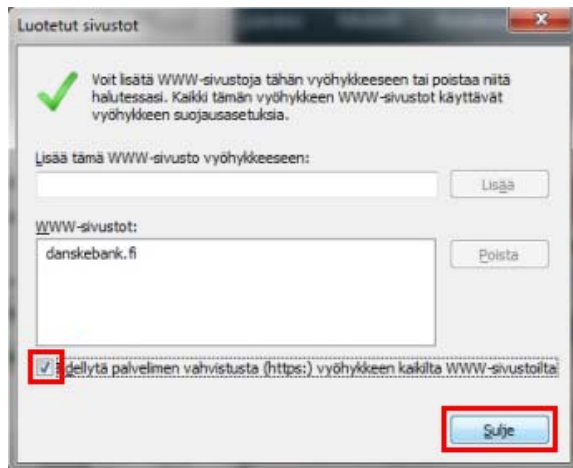 Luotetut sivustot
Voit lisätä WWW-sivustoja tähän vyöhykkeeseen tai poistaa niitä
halutessasi. Kaikki tämän vyöhykkeen WWW-sivustot käyttävät
vyöhykkeen suojausasetuksia.
Lisää tämä WWW-sivusto vyöhykkeeseen:
Lisää
WWW-sivustot:
danskebank.fi
Poista
Edellytä palvelimen vahvistusta (https:) vyöhykkeen kaikilta WWW-sivustoilta
Sulje